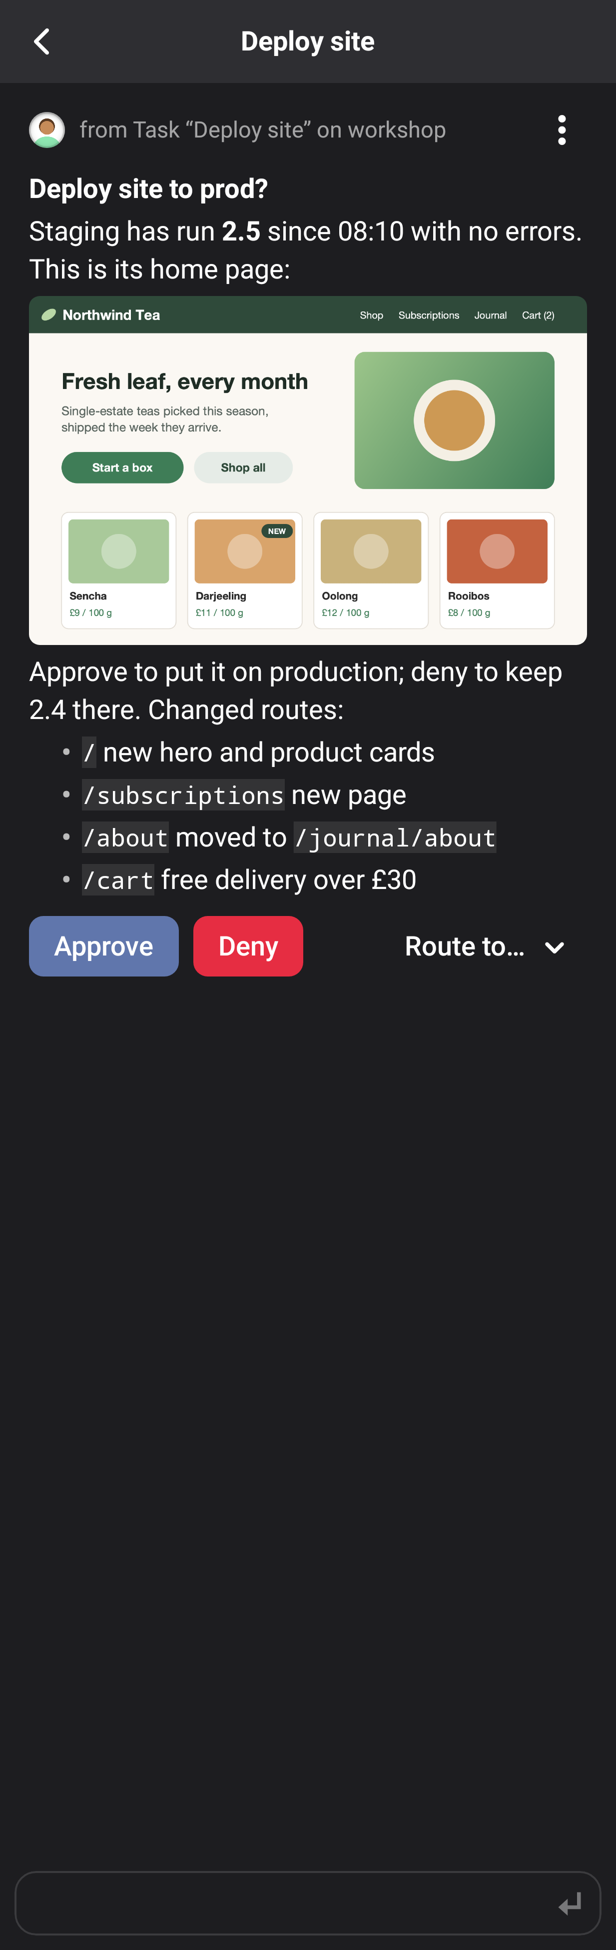 Deploy site
from Task “Deploy site” on workshop
Deploy site to prod?
Staging has run 2.5 since 08:10 with no errors.
This is its home page:
Northwind Tea
Shop Subscriptions Journal Cart (2)
Fresh leaf, every month
Single-estate teas picked this season,
shipped the week they arrive.
Start a box Shop all
NEW
Sencha Darjeeling Oolong Rooibos
£9 / 100 g £11 / 100 g £12 / 100 g £8 / 100 g
Approve to put it on production; deny to keep
2.4 there. Changed routes:
• / new hero and product cards
• /subscriptions new page
• /about moved to /journal/about
• /cart free delivery over £30
Approve Deny Route to...